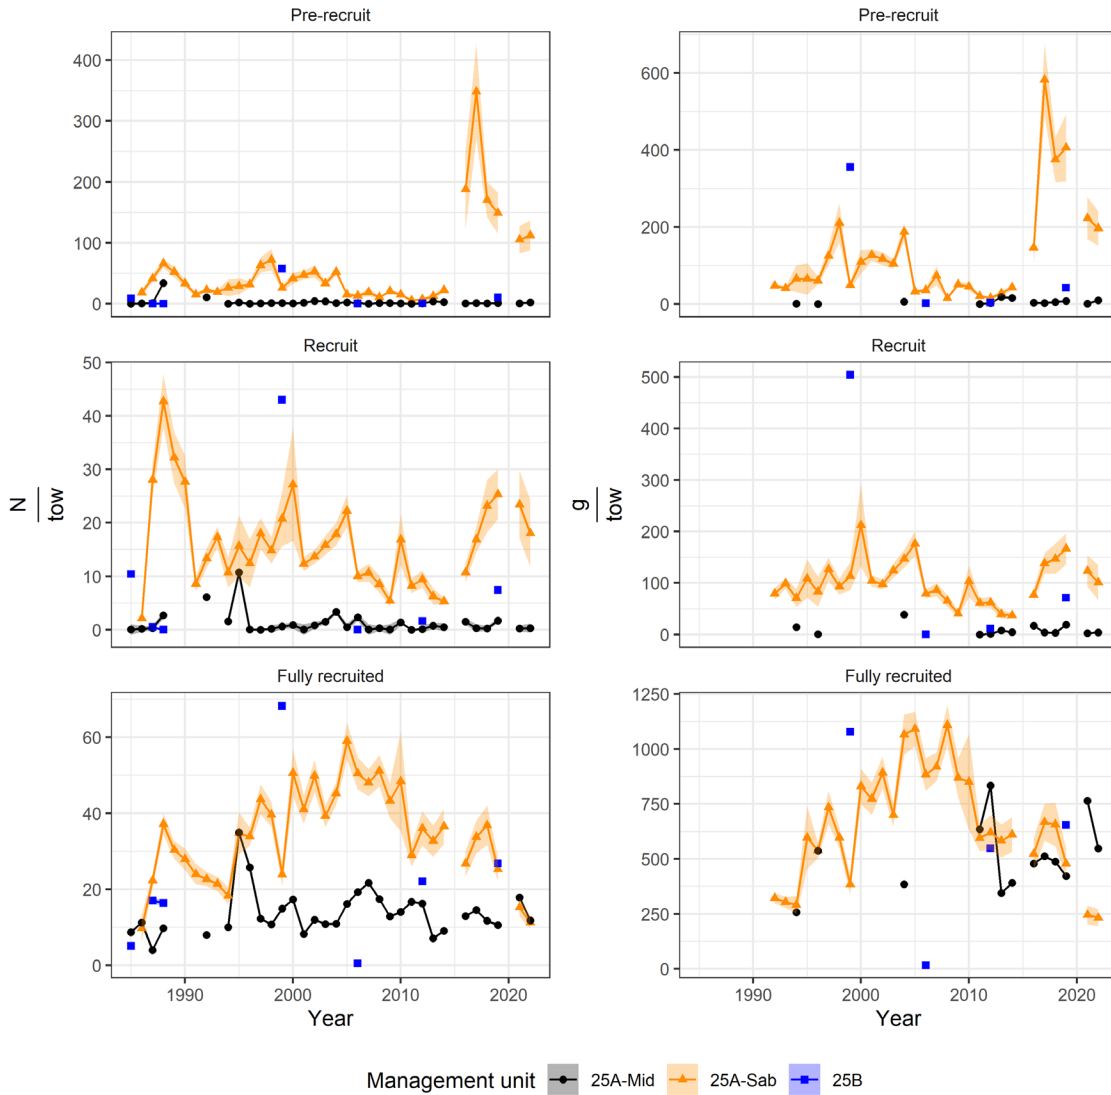 Pre-recruit
Pre-recruit
400
300
200
100
0
600
400
200
0
Recruit
Recruit
50
40
30
20
10
0
500
400
300
200
100
0
N
tow
g
tow
Fully recruited
Fully recruited
60
40
20
0
1250
1000
750
500
250
0
1990 2000 2010 2020
1990 2000 2010 2020
Year
Year
Management unit 25A-Mid 25A-Sab 25B